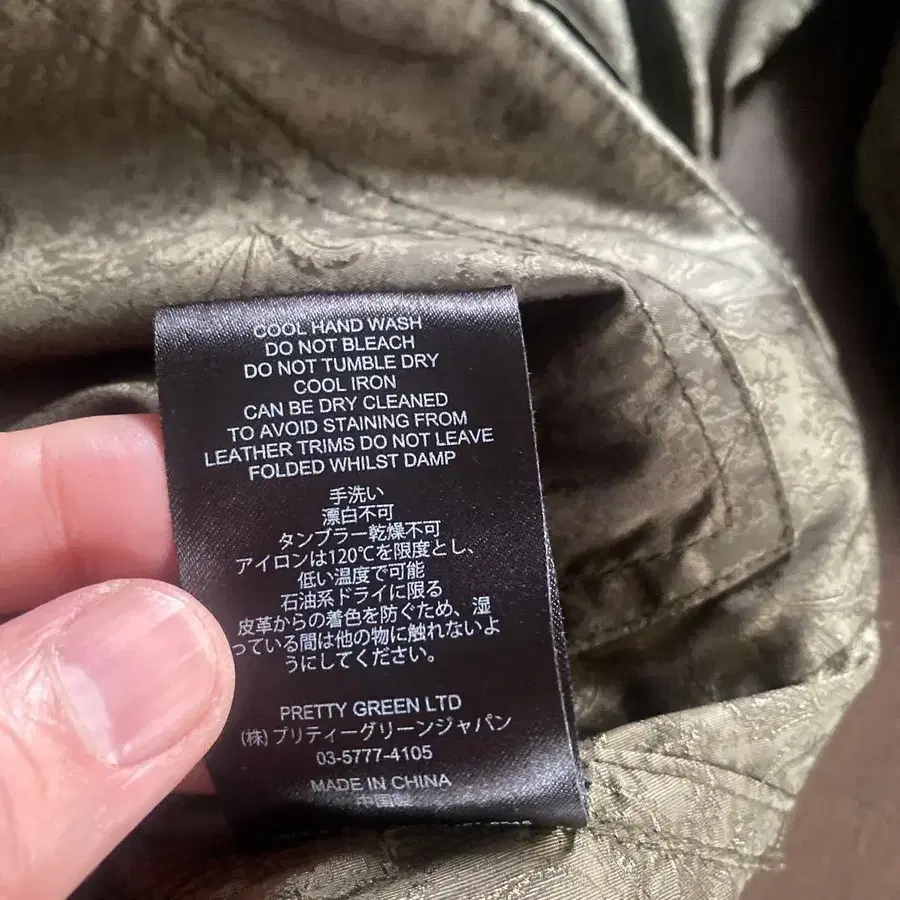 COOL HAND WASH
DO NOT BLEACH
DO NOT TUMBLE DRY
COOL IRON
CAN BE DRY CLEANED
TO AVOID STAINING FROM
LEATHER TRIMS DO NOT LEAVE
FOLDED WHILST DAMP
手洗い
漂白不可
タンブラー乾燥不可
アイロンは120℃を限度とし、
低い温度で可能
石油系ドライに限る
皮革からの着色を防ぐため、湿
っている間は他の物に触れないよ
うにしてください。
PRETTY GREEN LTD
(株)プリティーグリーンジャパン
03-5777-4105
MADE IN CHINA
中国製